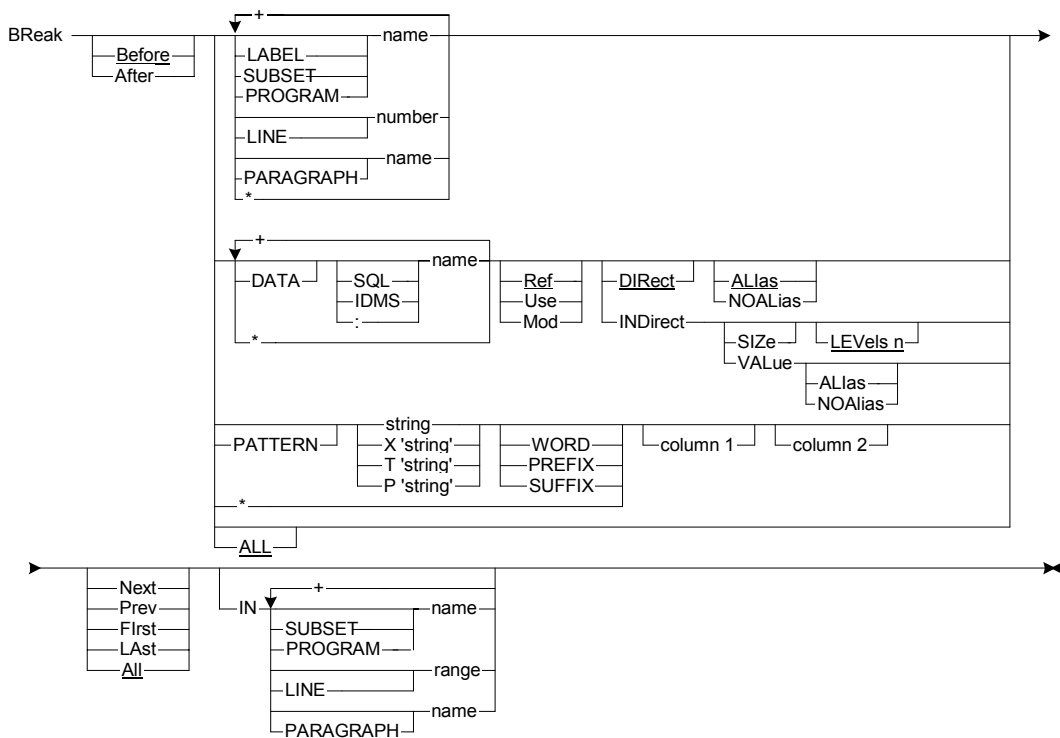 +
BReak name
Before LABEL
After SUBSET
PROGRAM
number
LINE
name
PARAGRAPH
*
+
name
DATA SQL Ref DIRect ALIas
IDMS Use NOALias
: Mod INDirect
* SIZe LEVels n
VALue
ALIas
NOAlias
string
PATTERN X 'string' WORD column 1 column 2
T 'string' PREFIX
P 'string' SUFFIX
*
ALL
Next + 
Prev IN name
FIrst SUBSET
LAst PROGRAM
All range
LINE
name
PARAGRAPH